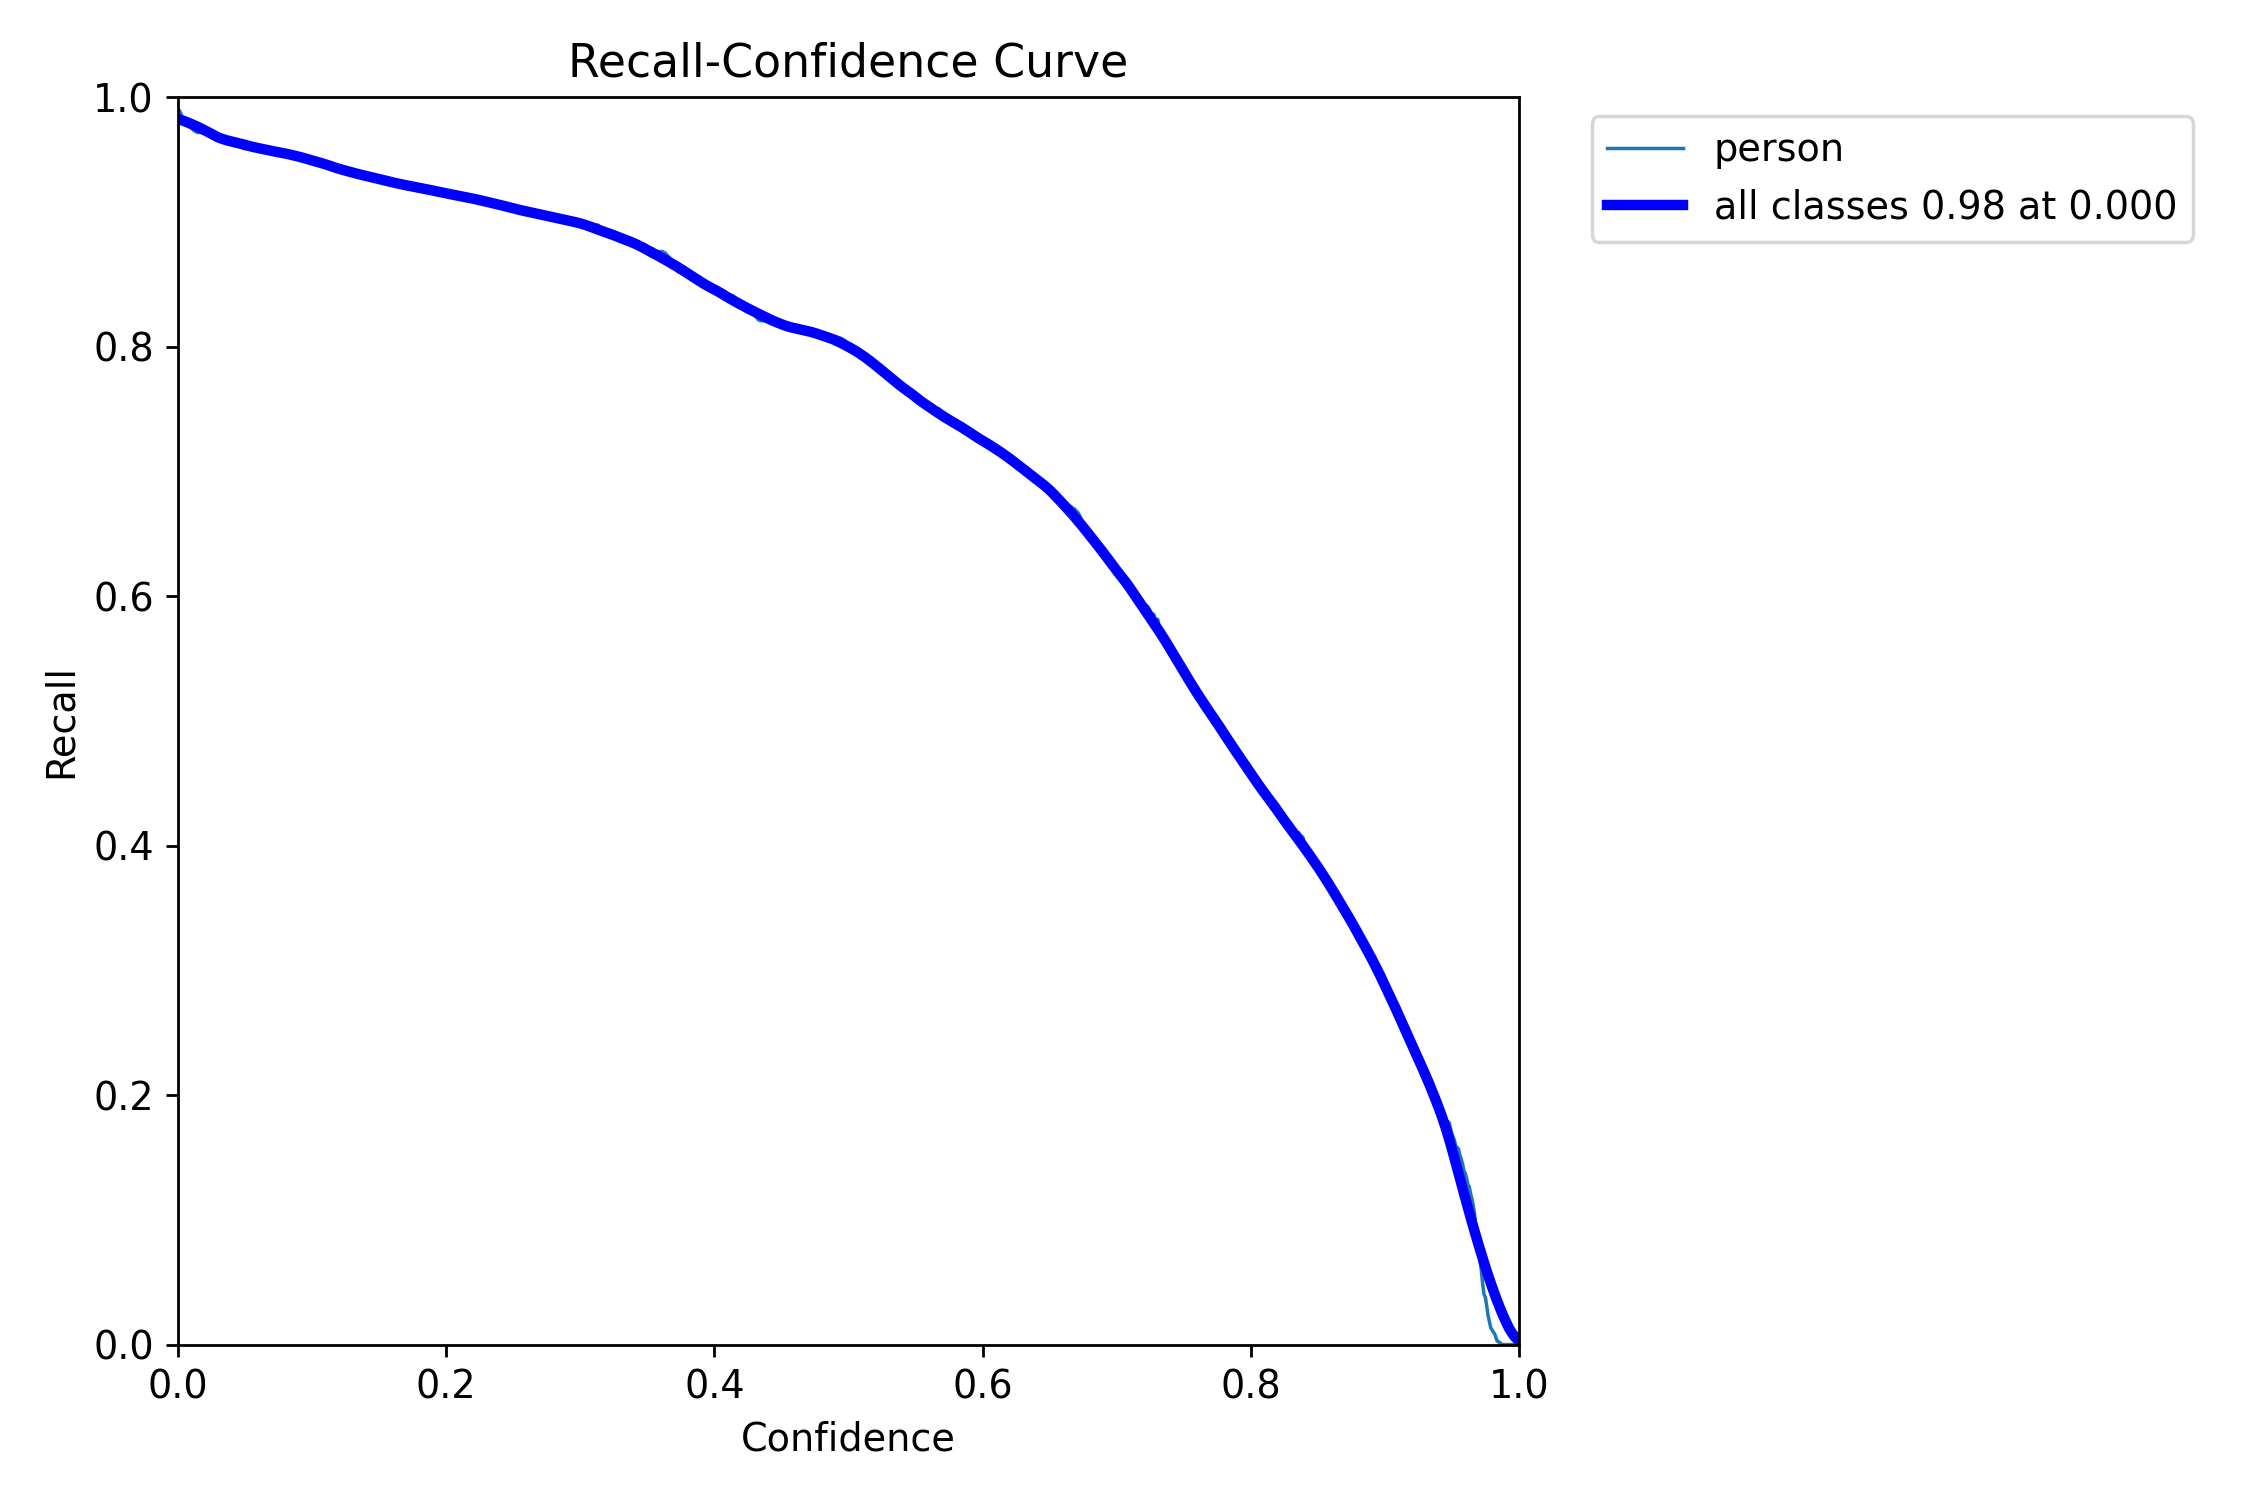 Recall-Confidence Curve
1.0
0.8
0.6
0.4
0.2
0.0
Recall
0.0 0.2 0.4 0.6 0.8 1.0
Confidence
person
all classes 0.98 at 0.000